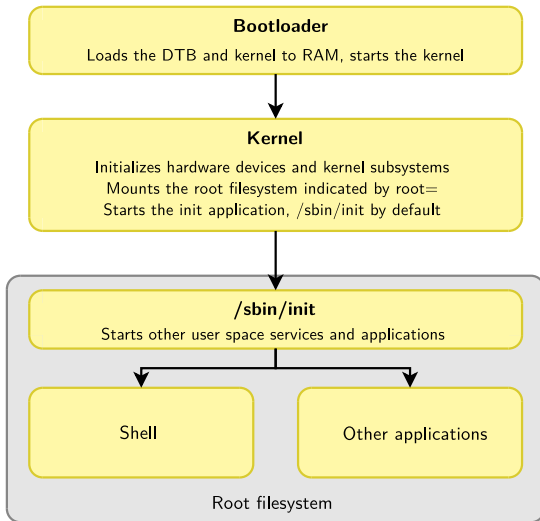 Bootloader
Loads the DTB and kernel to RAM, starts the kernel
Kernel
Initializes hardware devices and kernel subsystems
Mounts the root filesystem indicated by root=
Starts the init application, /sbin/init by default
/sbin/init
Starts other user space services and applications
Shell
Other applications
Root filesystem